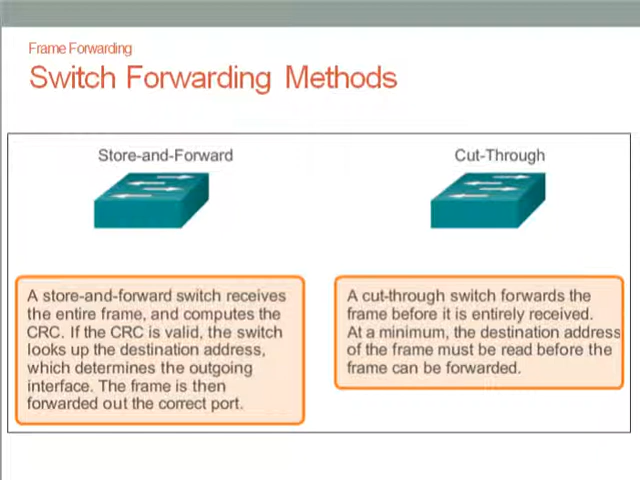 Frame Forwarding
Switch Forwarding Methods
Store-and-Forward
Cut-Through
A store-and-forward switch receives
the entire frame, and computes the
CRC. If the CRC is valid, the switch
looks up the destination address,
which determines the outgoing
interface. The frame is then
forwarded out the correct port.
A cut-through switch forwards the
frame before it is entirely received.
At a minimum, the destination address
of the frame must be read before the
frame can be forwarded.